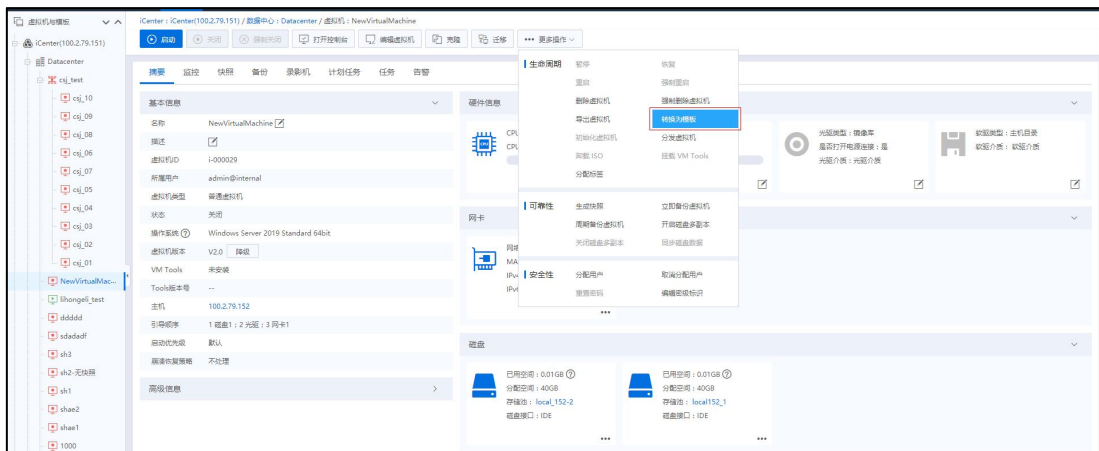 虚拟机与模板
iCenter：iCenter(100.2.79.151) / 数据中心：Datacenter / 虚拟机：NewVirtualMachine
iCenter(100.2.79.151)
Datacenter
csj_test
csj_10
csj_09
csj_08
csj_06
csj_07
csj_05
csj_04
csj_03
csj_02
csj_01
NewVirtualMac...
lihongeli_test
ddddd
sdadadf
sh3
sh2-无快照
sh1
shae2
shae1
1000
启动 关闭 强制关闭 打开控制台 编辑虚拟机 克隆 迁移 ••• 更多操作
摘要 监控 快照 备份 录影机 计划任务 任务 告警
基本信息
名称 NewVirtualMachine
描述
虚拟机ID i-000029
所属用户 admin@internal
虚拟机类型 普通虚拟机
状态 关闭
操作系统 ? Windows Server 2019 Standard 64bit
虚拟机版本 V2.0 降级
VM Tools 未安装
Tools版本号 --
主机 100.2.79.152
引导顺序 1 磁盘1；2 光驱；3 网卡1
启动优先级 默认
崩溃恢复策略 不处理
高级信息
生命周期 暂停 恢复
重启 强制重启
删除虚拟机 强制删除虚拟机
导出虚拟机 转换为模板
初始化虚拟机 分发虚拟机
卸载 ISO 挂载 VM Tools
分配标签
可靠性 生成快照 立即备份虚拟机
周期备份虚拟机 开启磁盘多副本
关闭磁盘多副本 同步磁盘数据
安全性 分配用户 取消分配用户
重置密码 编辑密级标识
硬件信息
CPU
CPU
CPU
光驱类型：镜像库
是否打开电源连接：是
光驱介质：光驱介质
软驱类型：主机目录
软驱介质：软驱介质
网卡
网络
MA
IPv
IPv
•••
磁盘
已用空间：0.01GB ?
分配空间：40GB
存储池：local_152-2
磁盘接口：IDE
•••
已用空间：0.01GB ?
分配空间：40GB
存储池：local152_1
磁盘接口：IDE
•••